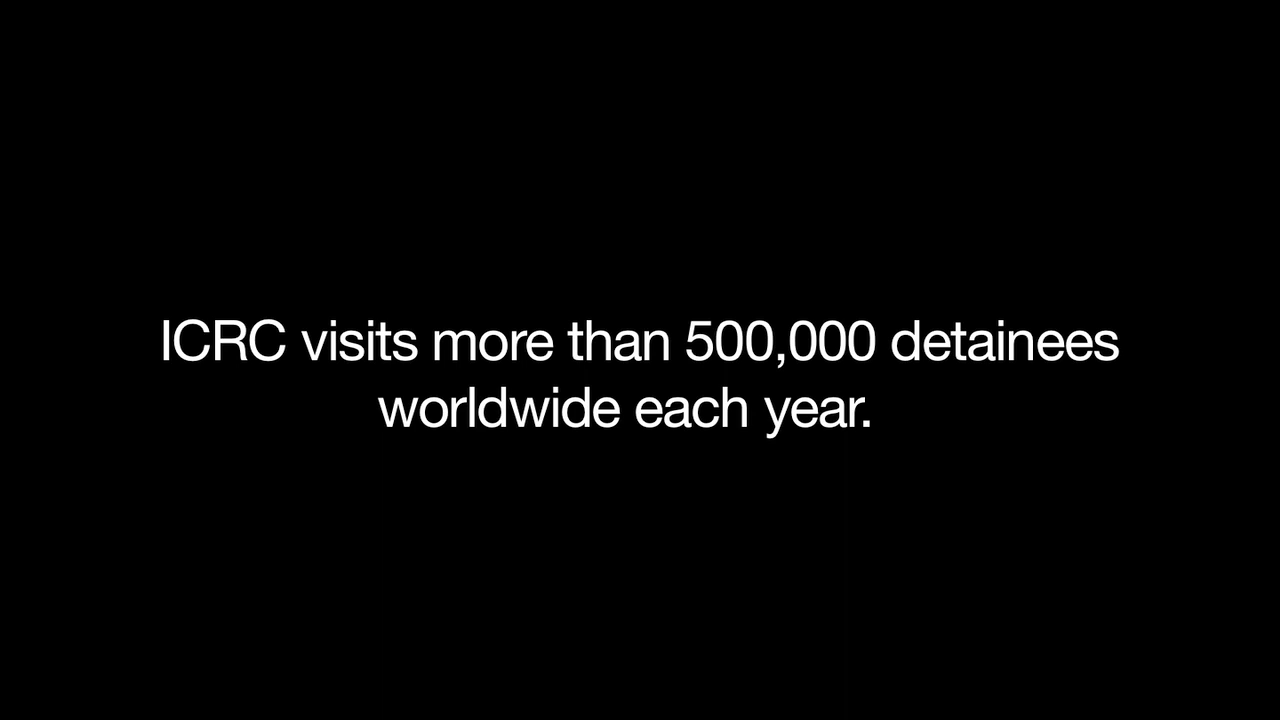 ICRC visits more than 500,000 detainees
worldwide each year.